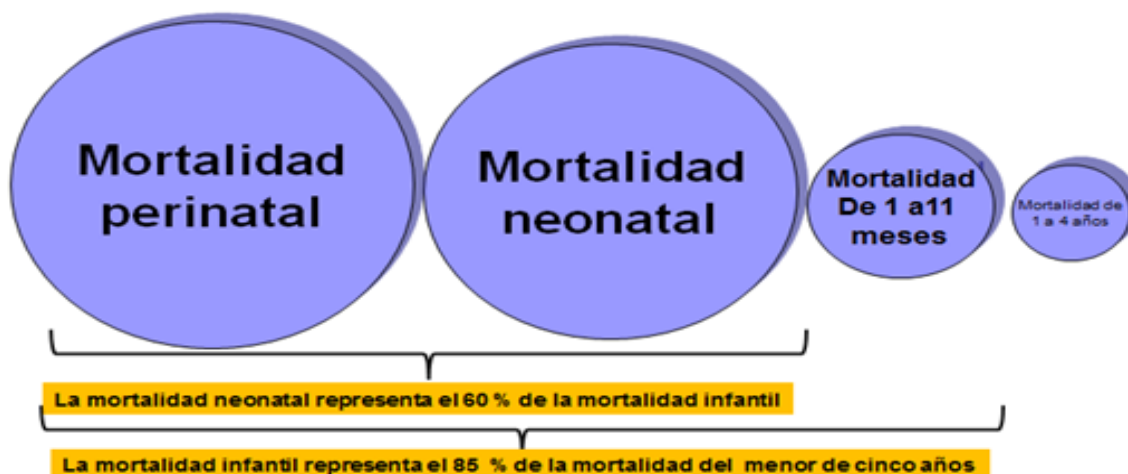 Mortalidad
perinatal
Mortalidad
neonatal
Mortalidad
De 1 a11
meses
Mortalidad de
1 a 4 años
La mortalidad neonatal representa el 60 % de la mortalidad infantil
La mortalidad infantil representa el 85 % de la mortalidad del menor de cinco años